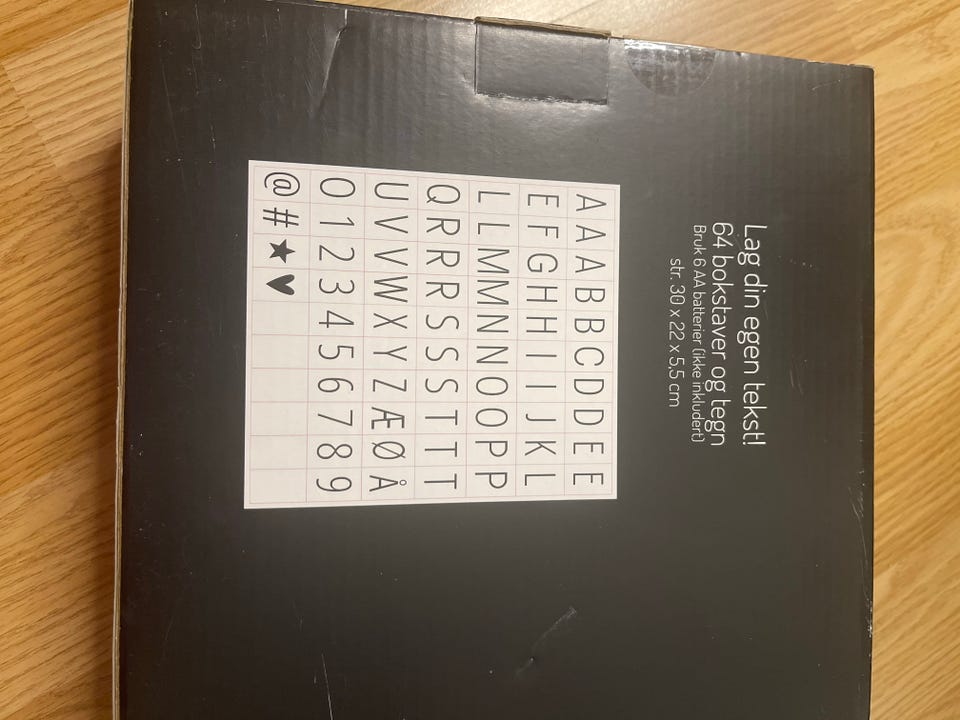 Lag din egen tekst!
64 bokstaver og tegn
Bruk 6 AA batterier (ikke inkludert)
str. 30 x 22 x 5,5 cm
A A A B B C D D E E
E F G H H I I J K L
L L M M N N O O P P
Q R R R S S S T T T
U V V W X Y Z Æ Ø Å
0 1 2 3 4 5 6 7 8 9
@ # ★ ♥